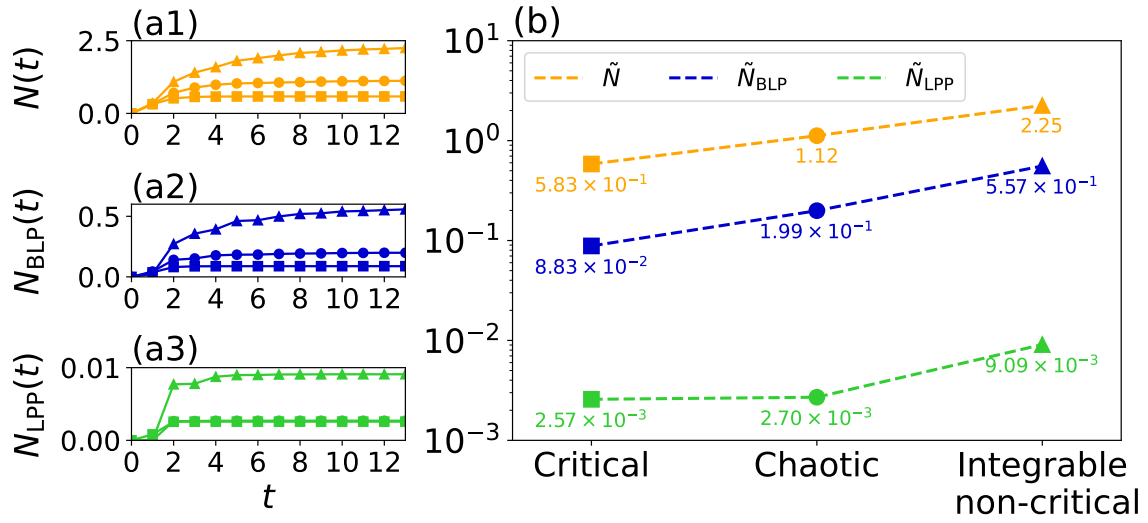 (a1)
N(t)
2.5
0.0
0 2 4 6 8 10 12
(a2)
N_BLP(t)
0.5
0.0
0 2 4 6 8 10 12
(a3)
N_LPP(t)
0.01
0.00
0 2 4 6 8 10 12
t
(b)
10¹
10⁰
10⁻¹
10⁻²
10⁻³
Ñ Ñ_BLP Ñ_LPP
5.83 × 10⁻¹
1.12
2.25
8.83 × 10⁻²
1.99 × 10⁻¹
5.57 × 10⁻¹
2.57 × 10⁻³
2.70 × 10⁻³
9.09 × 10⁻³
Critical Chaotic Integrable
non-critical